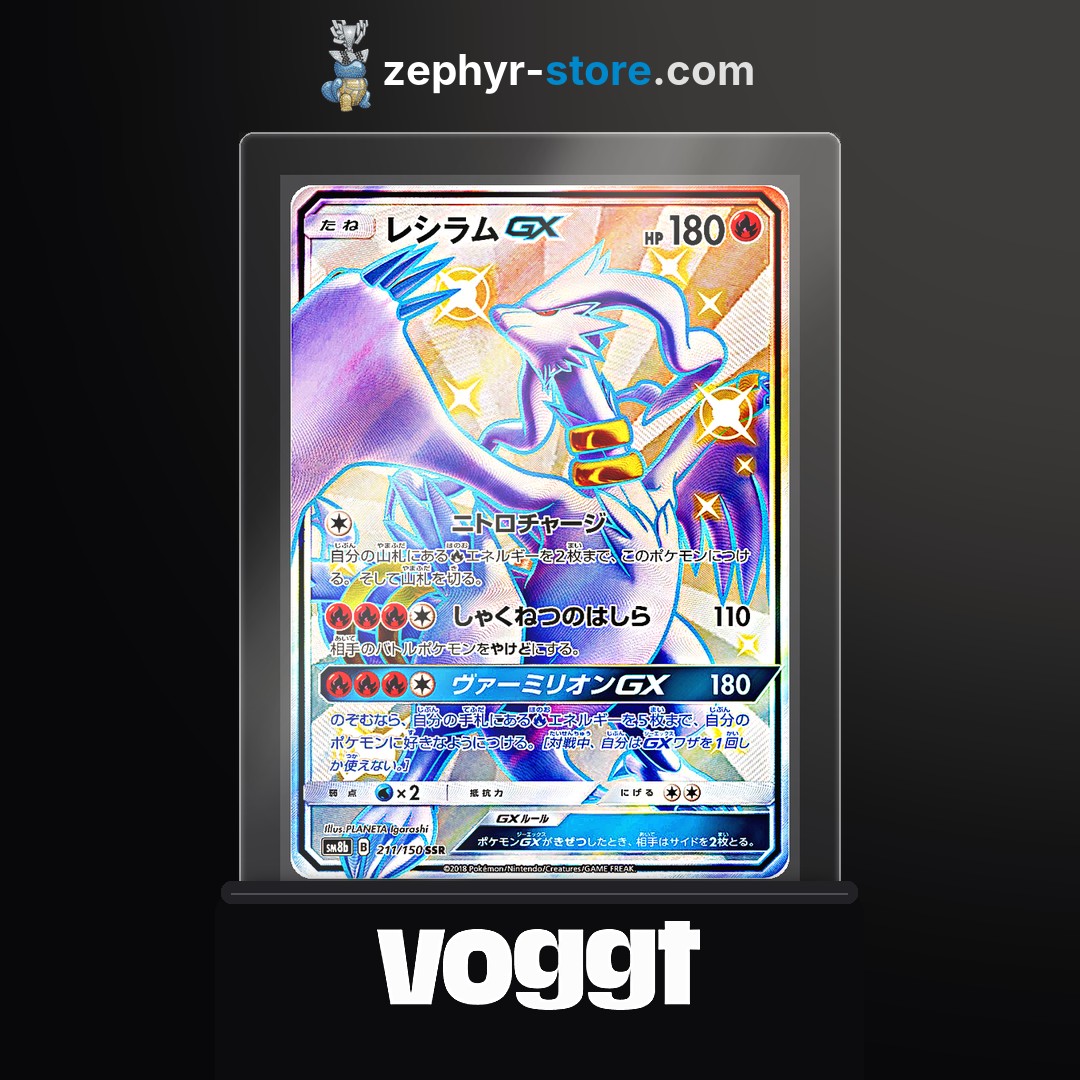 zephyr-store.com
たね レシラムGX HP 180
ニトロチャージ
自分の山札にあるエネルギーを2枚まで、このポケモンにつけ
る。そして山札を切る。
しゃくねつのはしら 110
相手のバトルポケモンをやけどにする。
ヴァーミリオンGX 180
のぞむなら、自分の手札にあるエネルギーを5枚まで、自分の
ポケモンに好きなようにつける。[対戦中、自分はGXワザを1回し
か使えない。]
弱点 ×2 抵抗力 にげる
GXルール
ポケモンGXがきぜつしたとき、相手はサイドを2枚とる。
Illus. PLANETA Igarashi
SM8b B 211/150 SSR
©2018 Pokémon/Nintendo/Creatures/GAME FREAK.
voggt